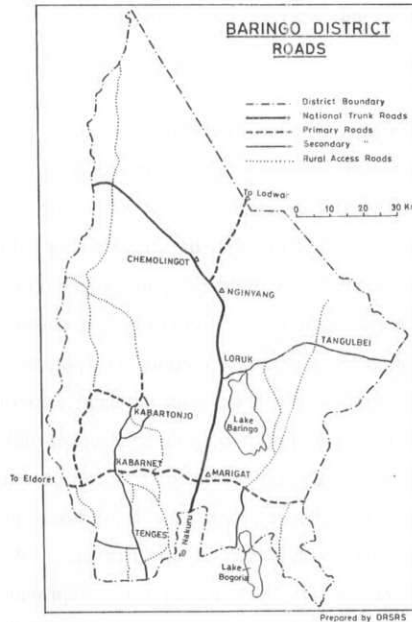 BARINGO DISTRICT
ROADS
District Boundary
National Trunk Roads
Primary Roads
Secondary "
Rural Access Roads
To Lodwar
0 10 20 30 K
CHEMOLINGOT
NGINYANG
TANGULBEI
LORUK
KABARTONJO
Lake
Baringo
KABARNET
To Eldoret
MARIGAT
TENGES
To Nakuru
Lake
Bogoria
Prepared by DRSRS